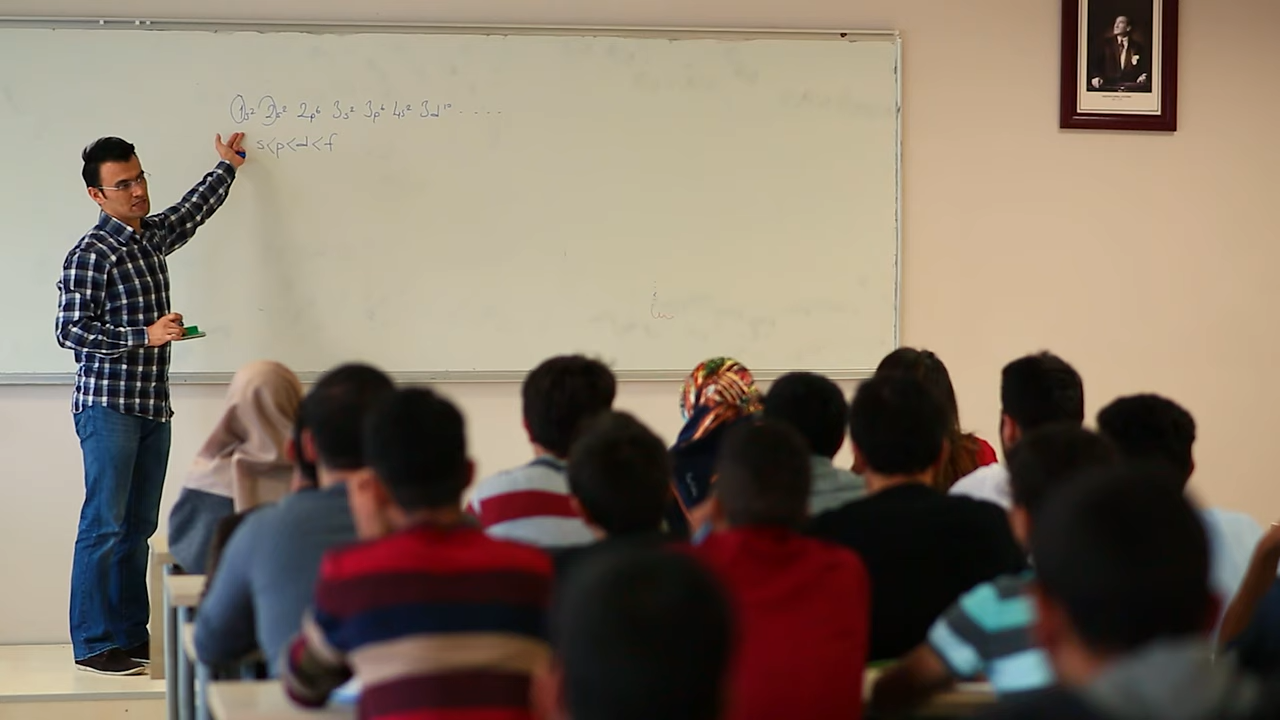 1s² 2s² 2p⁶ 3s² 3p⁶ 4s² 3d¹⁰ ....
s<p<d<f